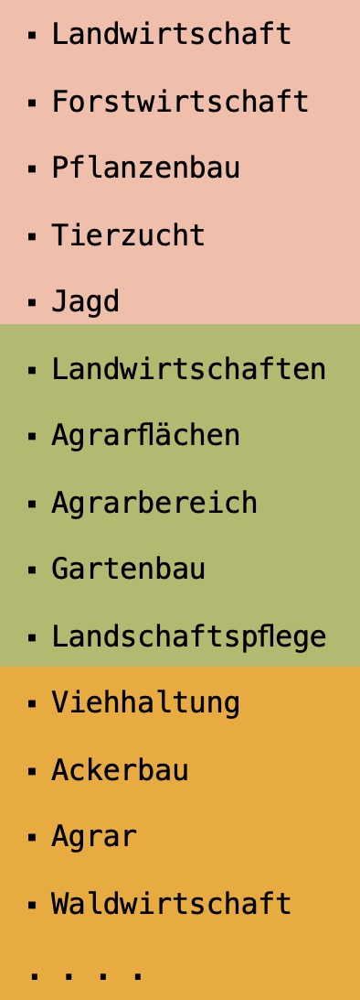 ▪ Landwirtschaft
▪ Forstwirtschaft
▪ Pflanzenbau
▪ Tierzucht
▪ Jagd
▪ Landwirtschaften
▪ Agrarflächen
▪ Agrarbereich
▪ Gartenbau
▪ Landschaftspflege
▪ Viehhaltung
▪ Ackerbau
▪ Agrar
▪ Waldwirtschaft
. . . .